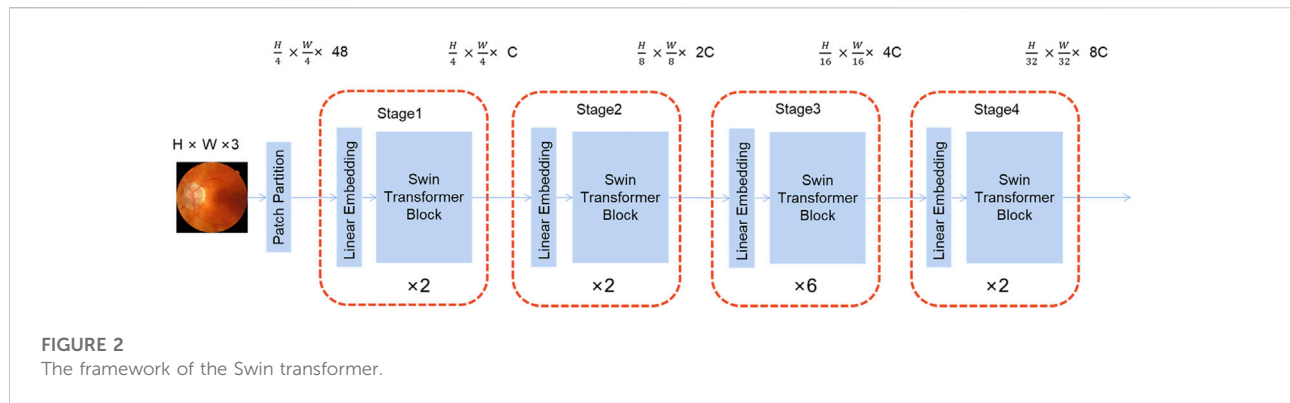 H/4 × W/4 × 48
H/4 × W/4 × C
H/8 × W/8 × 2C
H/16 × W/16 × 4C
H/32 × W/32 × 8C
H × W ×3
Patch Partition
Stage1
Linear Embedding
Swin
Transformer
Block
×2
Stage2
Linear Embedding
Swin
Transformer
Block
×2
Stage3
Linear Embedding
Swin
Transformer
Block
×6
Stage4
Linear Embedding
Swin
Transformer
Block
×2
FIGURE 2
The framework of the Swin transformer.